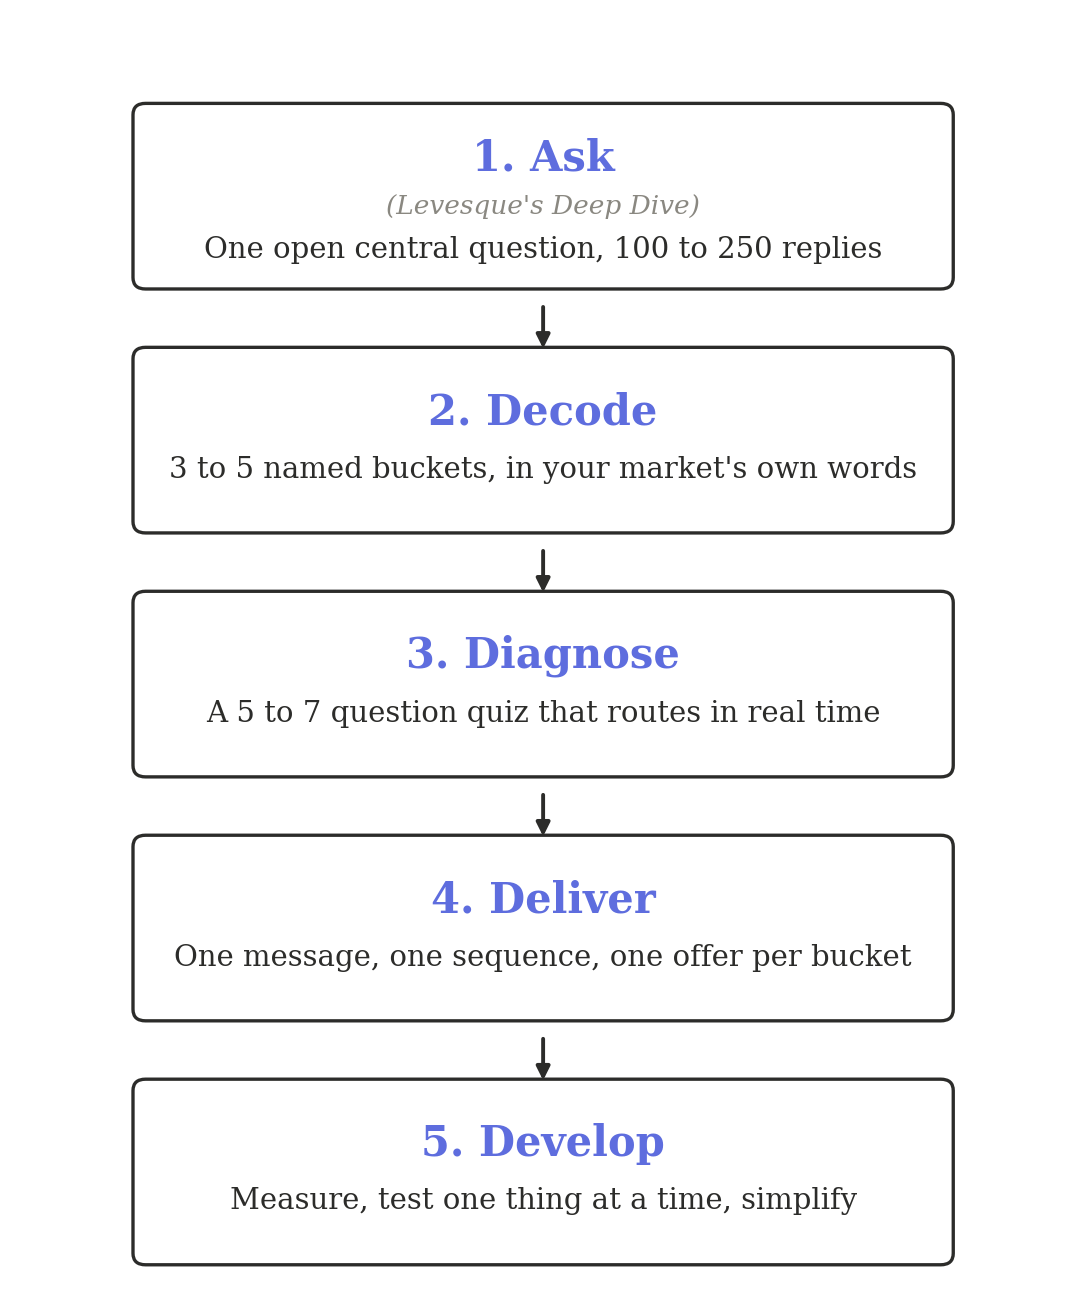 1. Ask
(Levesque's Deep Dive)
One open central question, 100 to 250 replies
2. Decode
3 to 5 named buckets, in your market's own words
3. Diagnose
A 5 to 7 question quiz that routes in real time
4. Deliver
One message, one sequence, one offer per bucket
5. Develop
Measure, test one thing at a time, simplify